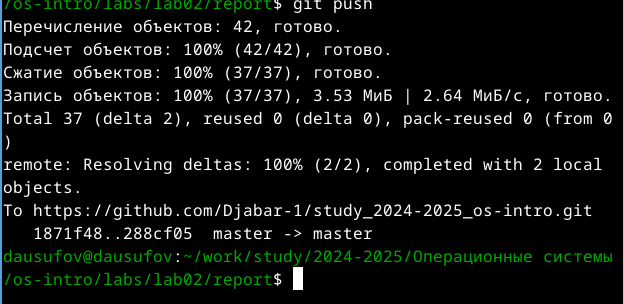 /os-intro/labs/lab02/report$ git push
Перечисление объектов: 42, готово.
Подсчет объектов: 100% (42/42), готово.
Сжатие объектов: 100% (37/37), готово.
Запись объектов: 100% (37/37), 3.53 МиБ | 2.64 МиБ/с, готово.
Total 37 (delta 2), reused 0 (delta 0), pack-reused 0 (from 0
)
remote: Resolving deltas: 100% (2/2), completed with 2 local
objects.
To https://github.com/Djabar-1/study_2024-2025_os-intro.git
   1871f48..288cf05  master -> master
dausufov@dausufov:~/work/study/2024-2025/Операционные системы
/os-intro/labs/lab02/report$